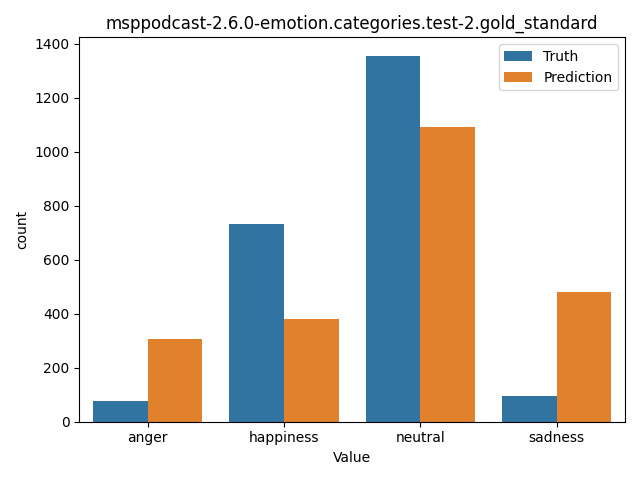 msppodcast-2.6.0-emotion.categories.test-2.gold_standard
Truth
Prediction
1400
1200
1000
800
600
400
200
0
count
anger happiness neutral sadness
Value